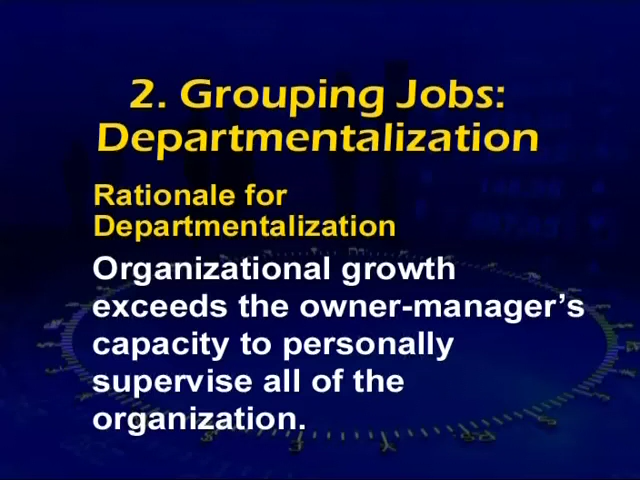 2. Grouping Jobs:
Departmentalization
Rationale for
Departmentalization
Organizational growth
exceeds the owner-manager's
capacity to personally
supervise all of the
organization.